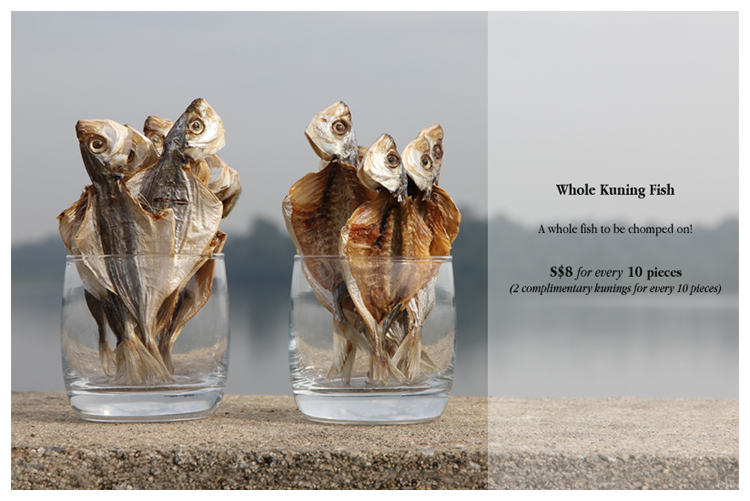 Whole Kuning Fish
A whole fish to be chomped on!
S$8 for every 10 pieces
(2 complimentary kunings for every 10 pieces)